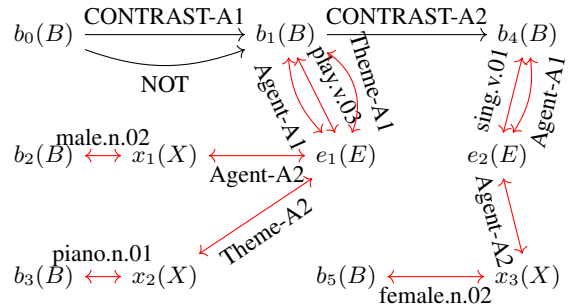 CONTRAST-A1
CONTRAST-A2
b0(B)
b1(B)
b4(B)
NOT
Agent-A1
play.v.03
Theme-A1
sing.v.01
Agent-A1
male.n.02
b2(B)
x1(X)
e1(E)
e2(E)
Agent-A2
Theme-A2
Agent-A2
piano.n.01
b3(B)
x2(X)
b5(B)
x3(X)
female.n.02